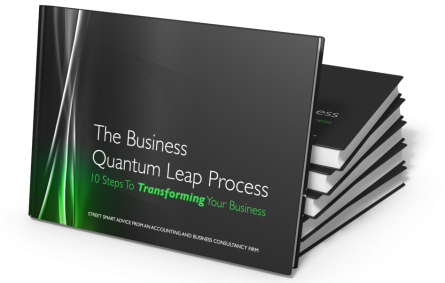 The Business
Quantum Leap Process
10 Steps To Transforming Your Business
STREET SMART ADVICE FROM AN ACCOUNTING AND BUSINESS CONSULTANCY FIRM